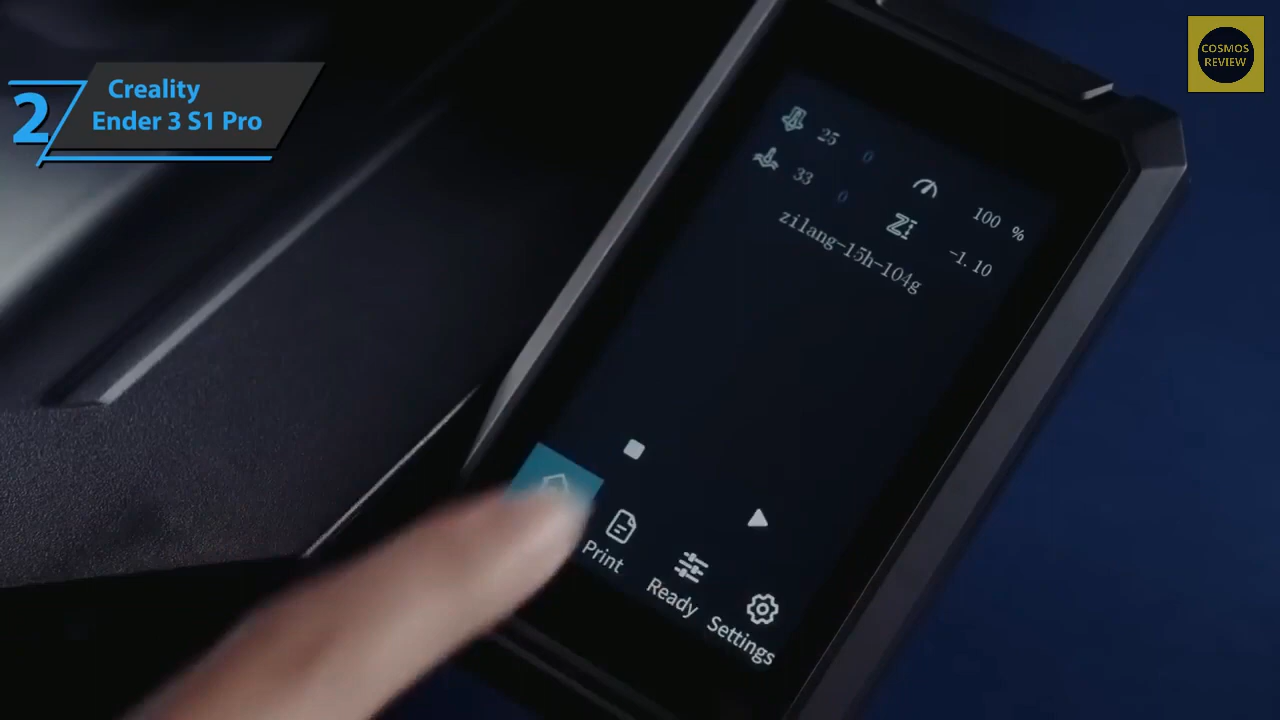 2
Creality
Ender 3 S1 Pro
COSMOS
REVIEW
25 0
33 0
100 %
Zi
-1.10
zilang-15h-104g
Print
Ready
Settings